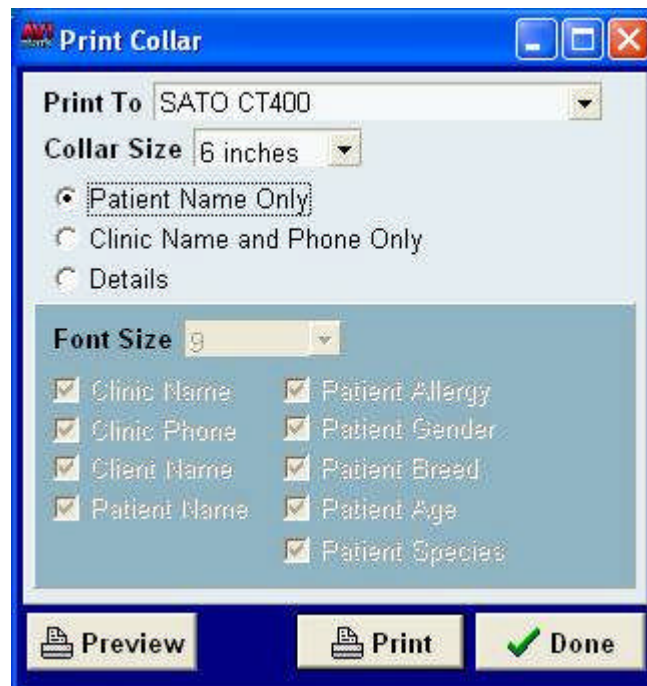 AVI mark Print Collar
Print To SATO CT400
Collar Size 6 inches
Patient Name Only
Clinic Name and Phone Only
Details
Font Size 9
Clinic Name Patient Allergy
Clinic Phone Patient Gender
Client Name Patient Breed
Patient Name Patient Age
Patient Species
Preview Print Done